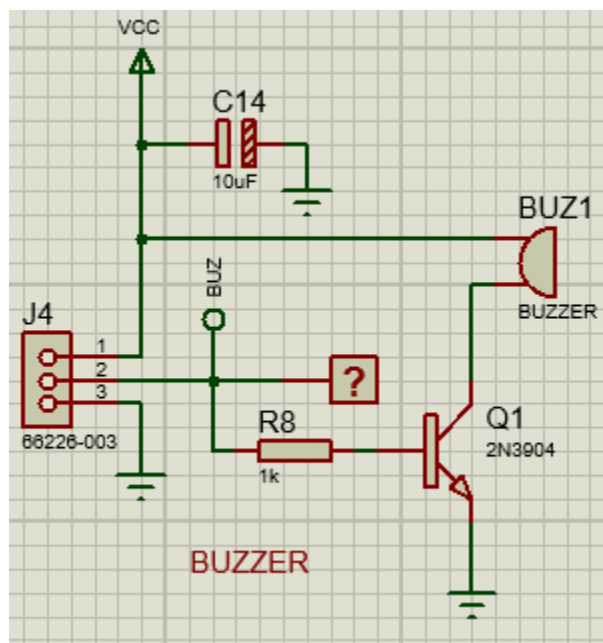 VCC
C14
10uF
BUZ1
BUZZER
BUZ
J4
1
2
3
66226-003
?
R8
1k
Q1
2N3904
BUZZER